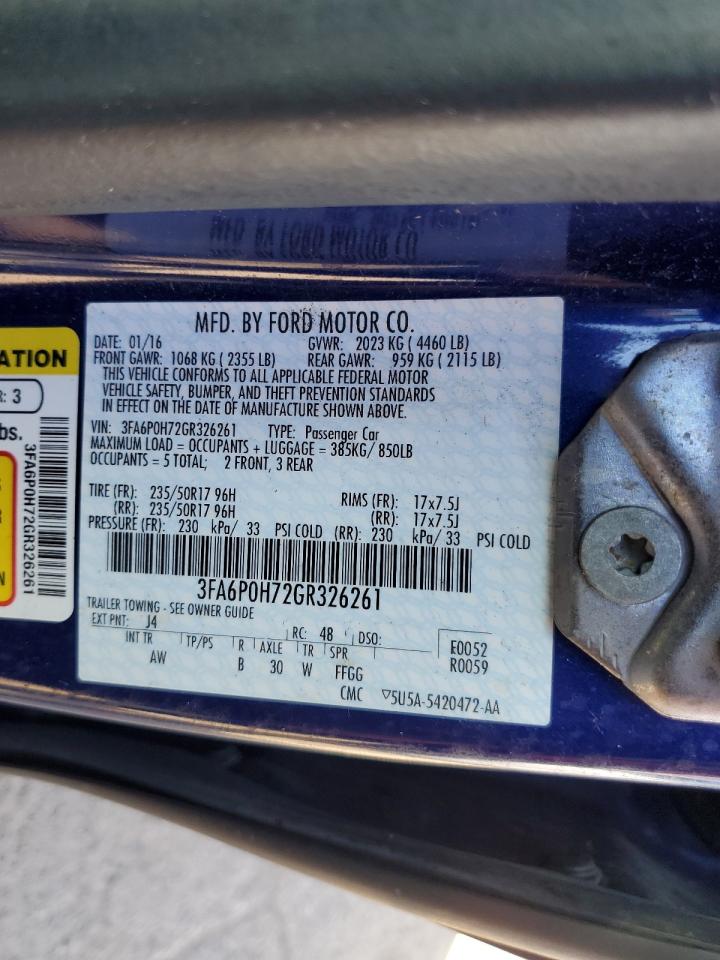 MFD. BY FORD MOTOR CO.
MFD. BY FORD MOTOR CO.
DATE: 01/16 GVWR: 2023 KG ( 4460 LB)
FRONT GAWR: 1068 KG ( 2355 LB) REAR GAWR: 959 KG ( 2115 LB)
THIS VEHICLE CONFORMS TO ALL APPLICABLE FEDERAL MOTOR
VEHICLE SAFETY, BUMPER, AND THEFT PREVENTION STANDARDS
IN EFFECT ON THE DATE OF MANUFACTURE SHOWN ABOVE.
VIN: 3FA6P0H72GR326261 TYPE: Passenger Car
MAXIMUM LOAD = OCCUPANTS + LUGGAGE = 385KG/ 850LB
OCCUPANTS = 5 TOTAL; 2 FRONT, 3 REAR
TIRE (FR): 235/50R17 96H RIMS (FR): 17x7.5J
(RR): 235/50R17 96H (RR): 17x7.5J
PRESSURE (FR): 230 kPa/ 33 PSI COLD (RR): 230 kPa/ 33 PSI COLD
3FA6P0H72GR326261
TRAILER TOWING - SEE OWNER GUIDE
EXT PNT: J4 RC: 48 DSO:
INT TR TP/PS R AXLE TR SPR E0052
AW B 30 W FFGG R0059
CMC ▽5U5A-5420472-AA
ATION
R: 3
bs.
3FA6P0H72GR326261
N